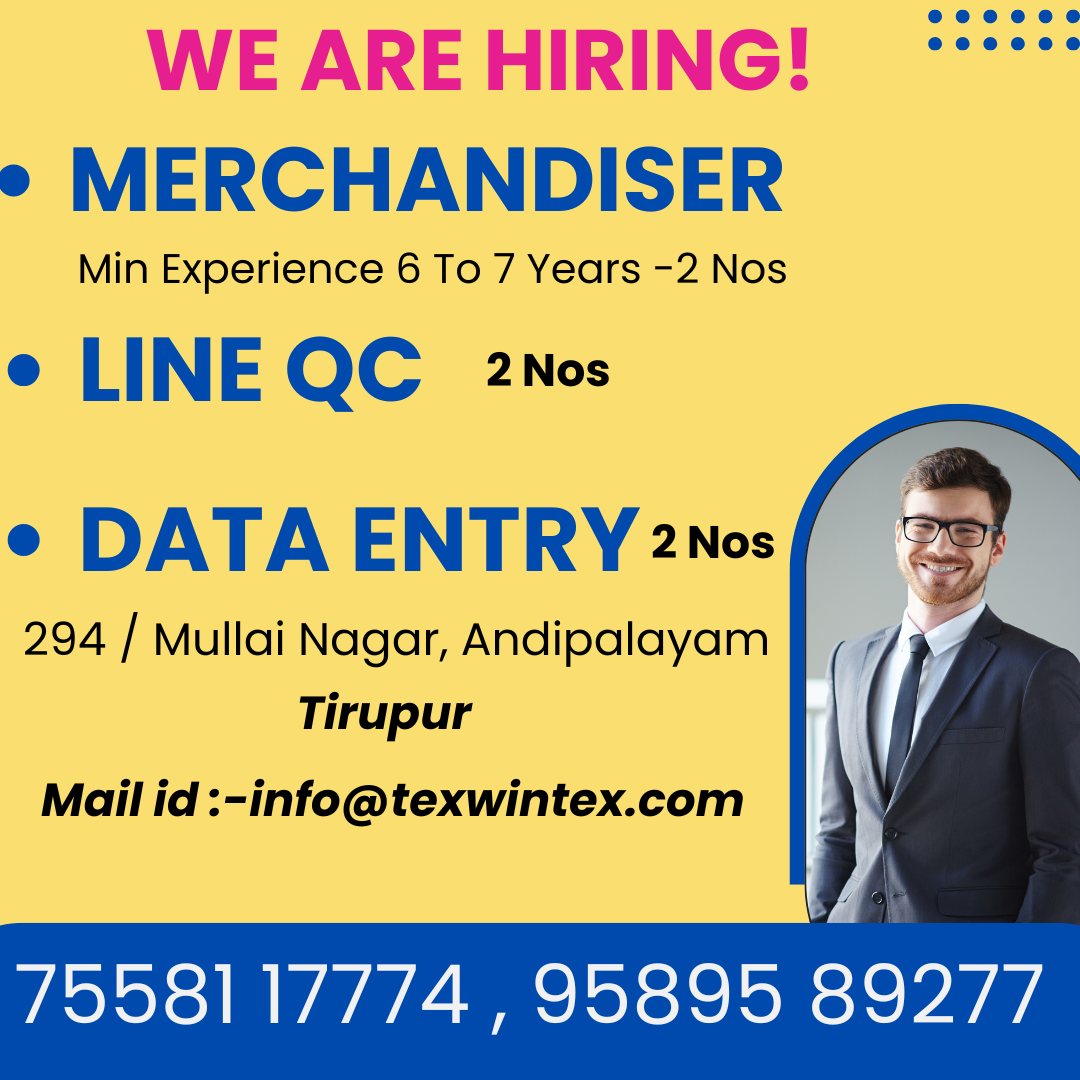 WE ARE HIRING!
• MERCHANDISER
Min Experience 6 To 7 Years -2 Nos
• LINE QC 2 Nos
• DATA ENTRY 2 Nos
294 / Mullai Nagar, Andipalayam
Tirupur
Mail id :-info@texwintex.com
75581 17774 , 95895 89277